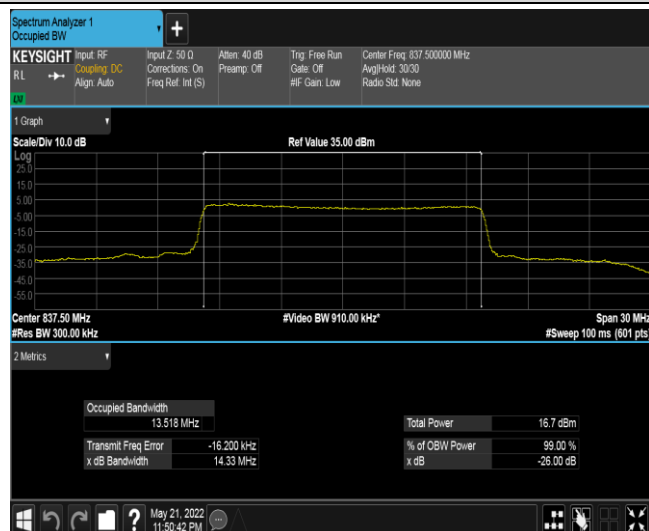 Spectrum Analyzer 1
Occupied BW
+
KEYSIGHT Input: RF Input Z: 50 Ω Atten: 40 dB Trig: Free Run Center Freq: 837.500000 MHz
RL Coupling: DC Corrections: On Preamp: Off Gate: Off Avg|Hold: 30/30
Align: Auto Freq Ref: Int (S) #IF Gain: Low Radio Std: None
1 Graph
Scale/Div 10.0 dB Ref Value 35.00 dBm
Log
25.0
15.0
5.00
-5.00
-15.0
-25.0
-35.0
-45.0
-55.0
Center 837.50 MHz #Video BW 910.00 kHz* Span 30 MHz
#Res BW 300.00 kHz #Sweep 100 ms (601 pts)
2 Metrics
Occupied Bandwidth
13.518 MHz Total Power 16.7 dBm
Transmit Freq Error -16.200 kHz % of OBW Power 99.00 %
x dB Bandwidth 14.33 MHz x dB -26.00 dB
? May 21, 2022
11:50:42 PM